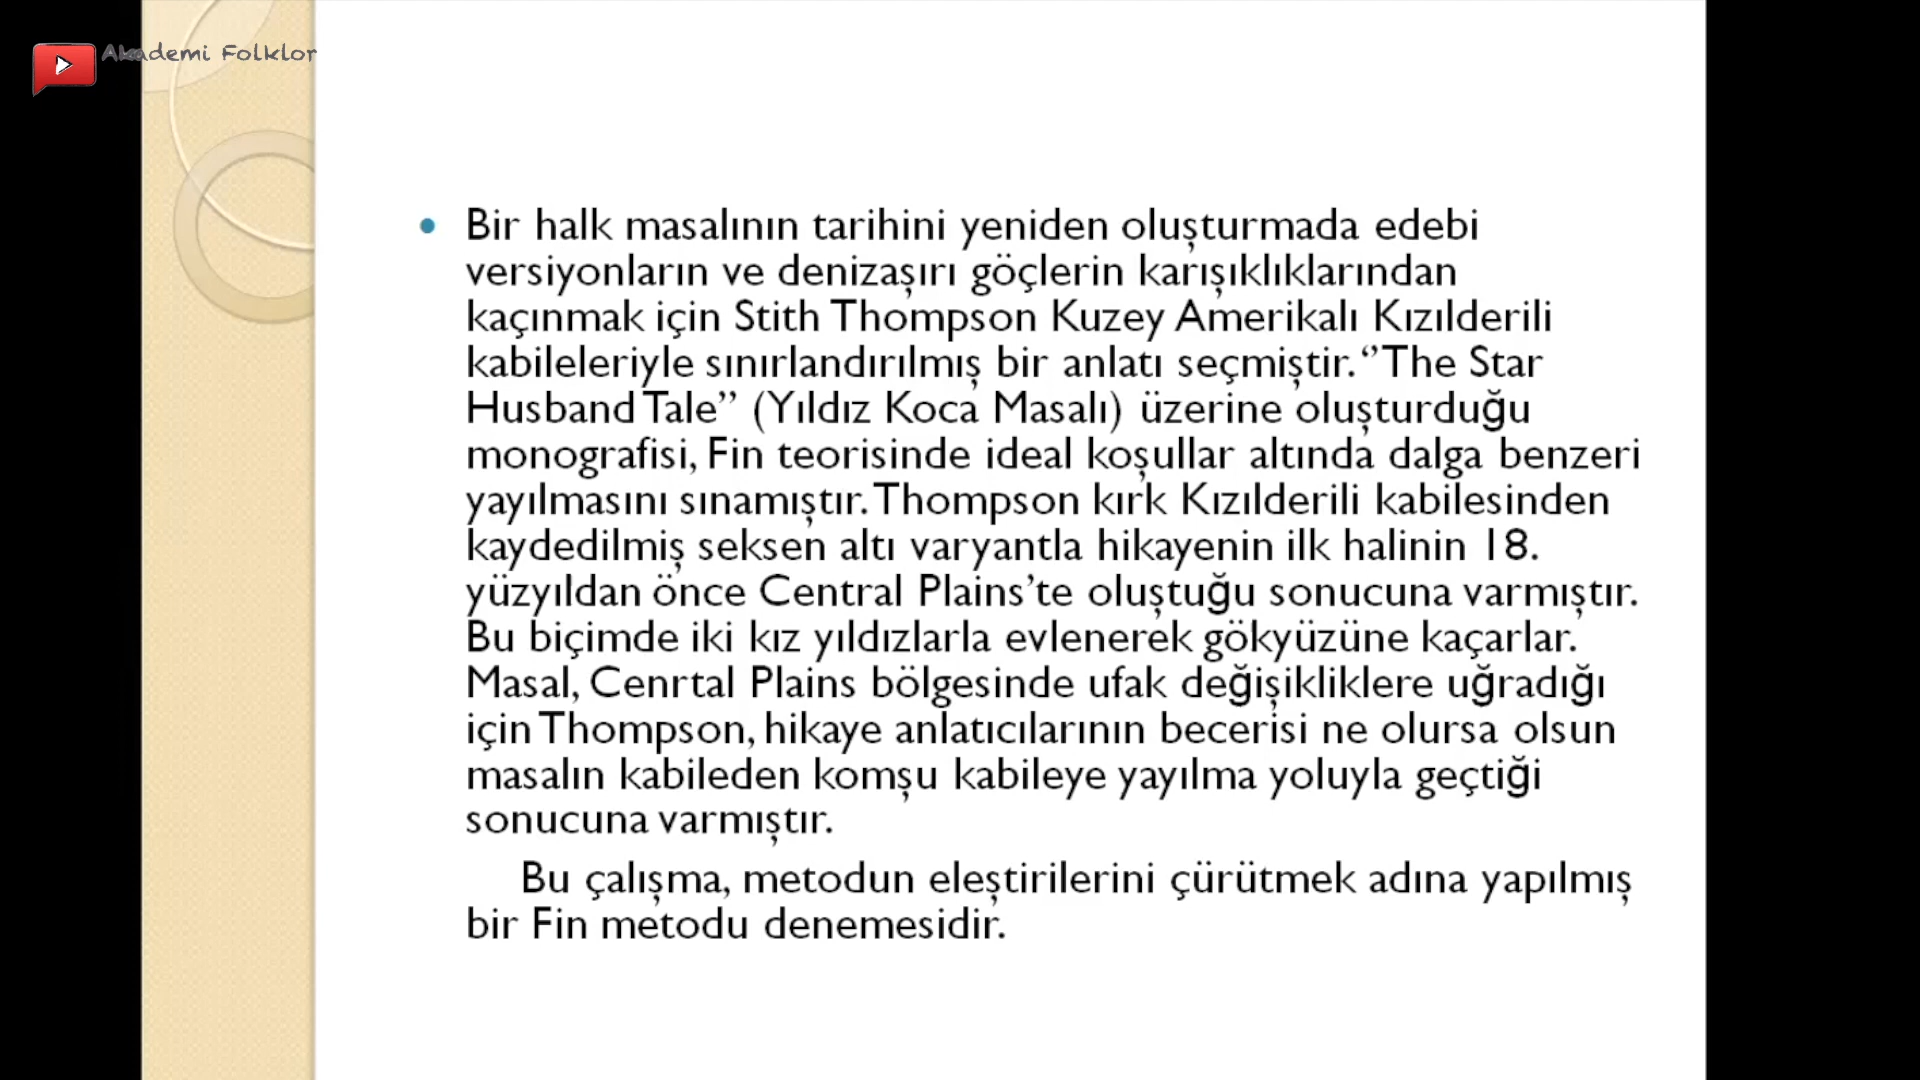 Akademi Folklor
Bir halk masalının tarihini yeniden oluşturmada edebi
versiyonların ve denizaşırı göçlerin karışıklıklarından
kaçınmak için Stith Thompson Kuzey Amerikalı Kızılderili
kabileleriyle sınırlandırılmış bir anlatı seçmiştir. ‘’The Star
Husband Tale’’ (Yıldız Koca Masalı) üzerine oluşturduğu
monografisi, Fin teorisinde ideal koşullar altında dalga benzeri
yayılmasını sınamıştır. Thompson kırk Kızılderili kabilesinden
kaydedilmiş seksen altı varyantla hikayenin ilk halinin 18.
yüzyıldan önce Central Plains’te oluştuğu sonucuna varmıştır.
Bu biçimde iki kız yıldızlarla evlenerek gökyüzüne kaçarlar.
Masal, Cenrtal Plains bölgesinde ufak değişikliklere uğradığı
için Thompson, hikaye anlatıcılarının becerisi ne olursa olsun
masalın kabileden komşu kabileye yayılma yoluyla geçtiği
sonucuna varmıştır.
Bu çalışma, metodun eleştirilerini çürütmek adına yapılmış
bir Fin metodu denemesidir.